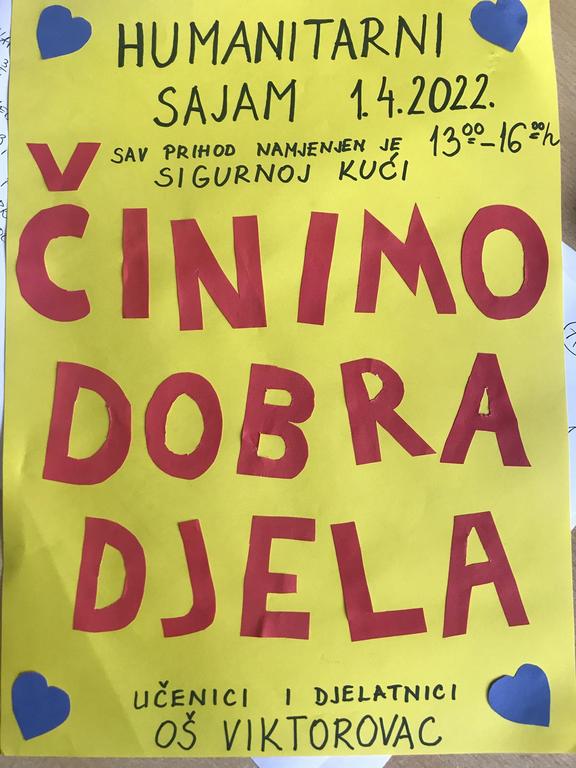 HUMANITARNI
SAJAM 1.4.2022.
SAV PRIHOD NAMJENJEN JE 13⁰⁰-16⁰⁰h
SIGURNOJ KUĆI
ČINIMO
DOBRA
DJELA
UČENICI I DJELATNICI
OŠ VIKTOROVAC